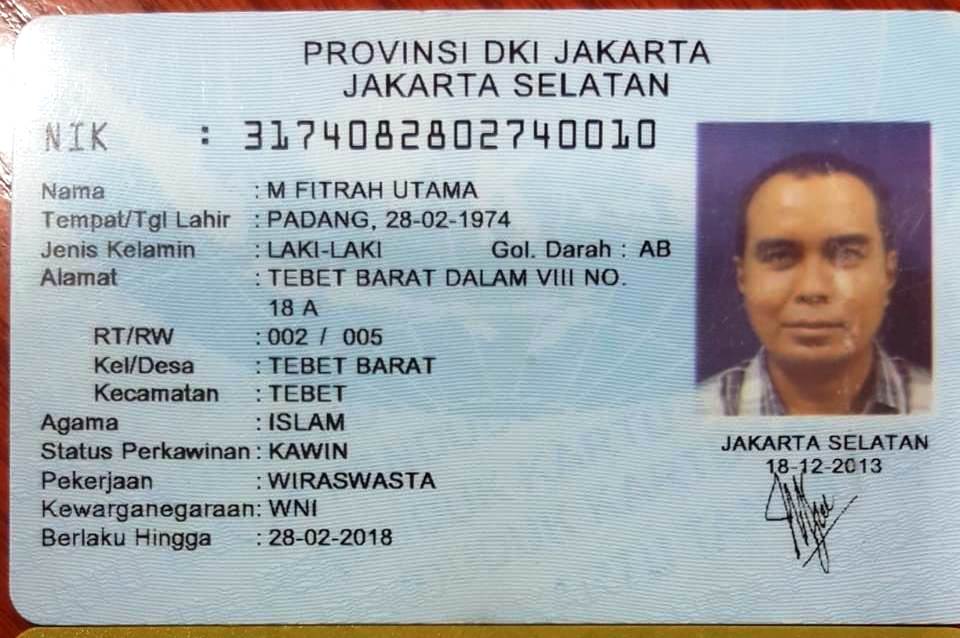 PROVINSI DKI JAKARTA
JAKARTA SELATAN
NIK : 3174082802740010
Nama : M FITRAH UTAMA
Tempat/Tgl Lahir : PADANG, 28-02-1974
Jenis Kelamin : LAKI-LAKI Gol. Darah : AB
Alamat : TEBET BARAT DALAM VIII NO.
18 A
RT/RW : 002 / 005
Kel/Desa : TEBET BARAT
Kecamatan : TEBET
Agama : ISLAM
Status Perkawinan : KAWIN
Pekerjaan : WIRASWASTA
Kewarganegaraan : WNI
Berlaku Hingga : 28-02-2018
JAKARTA SELATAN
18-12-2013